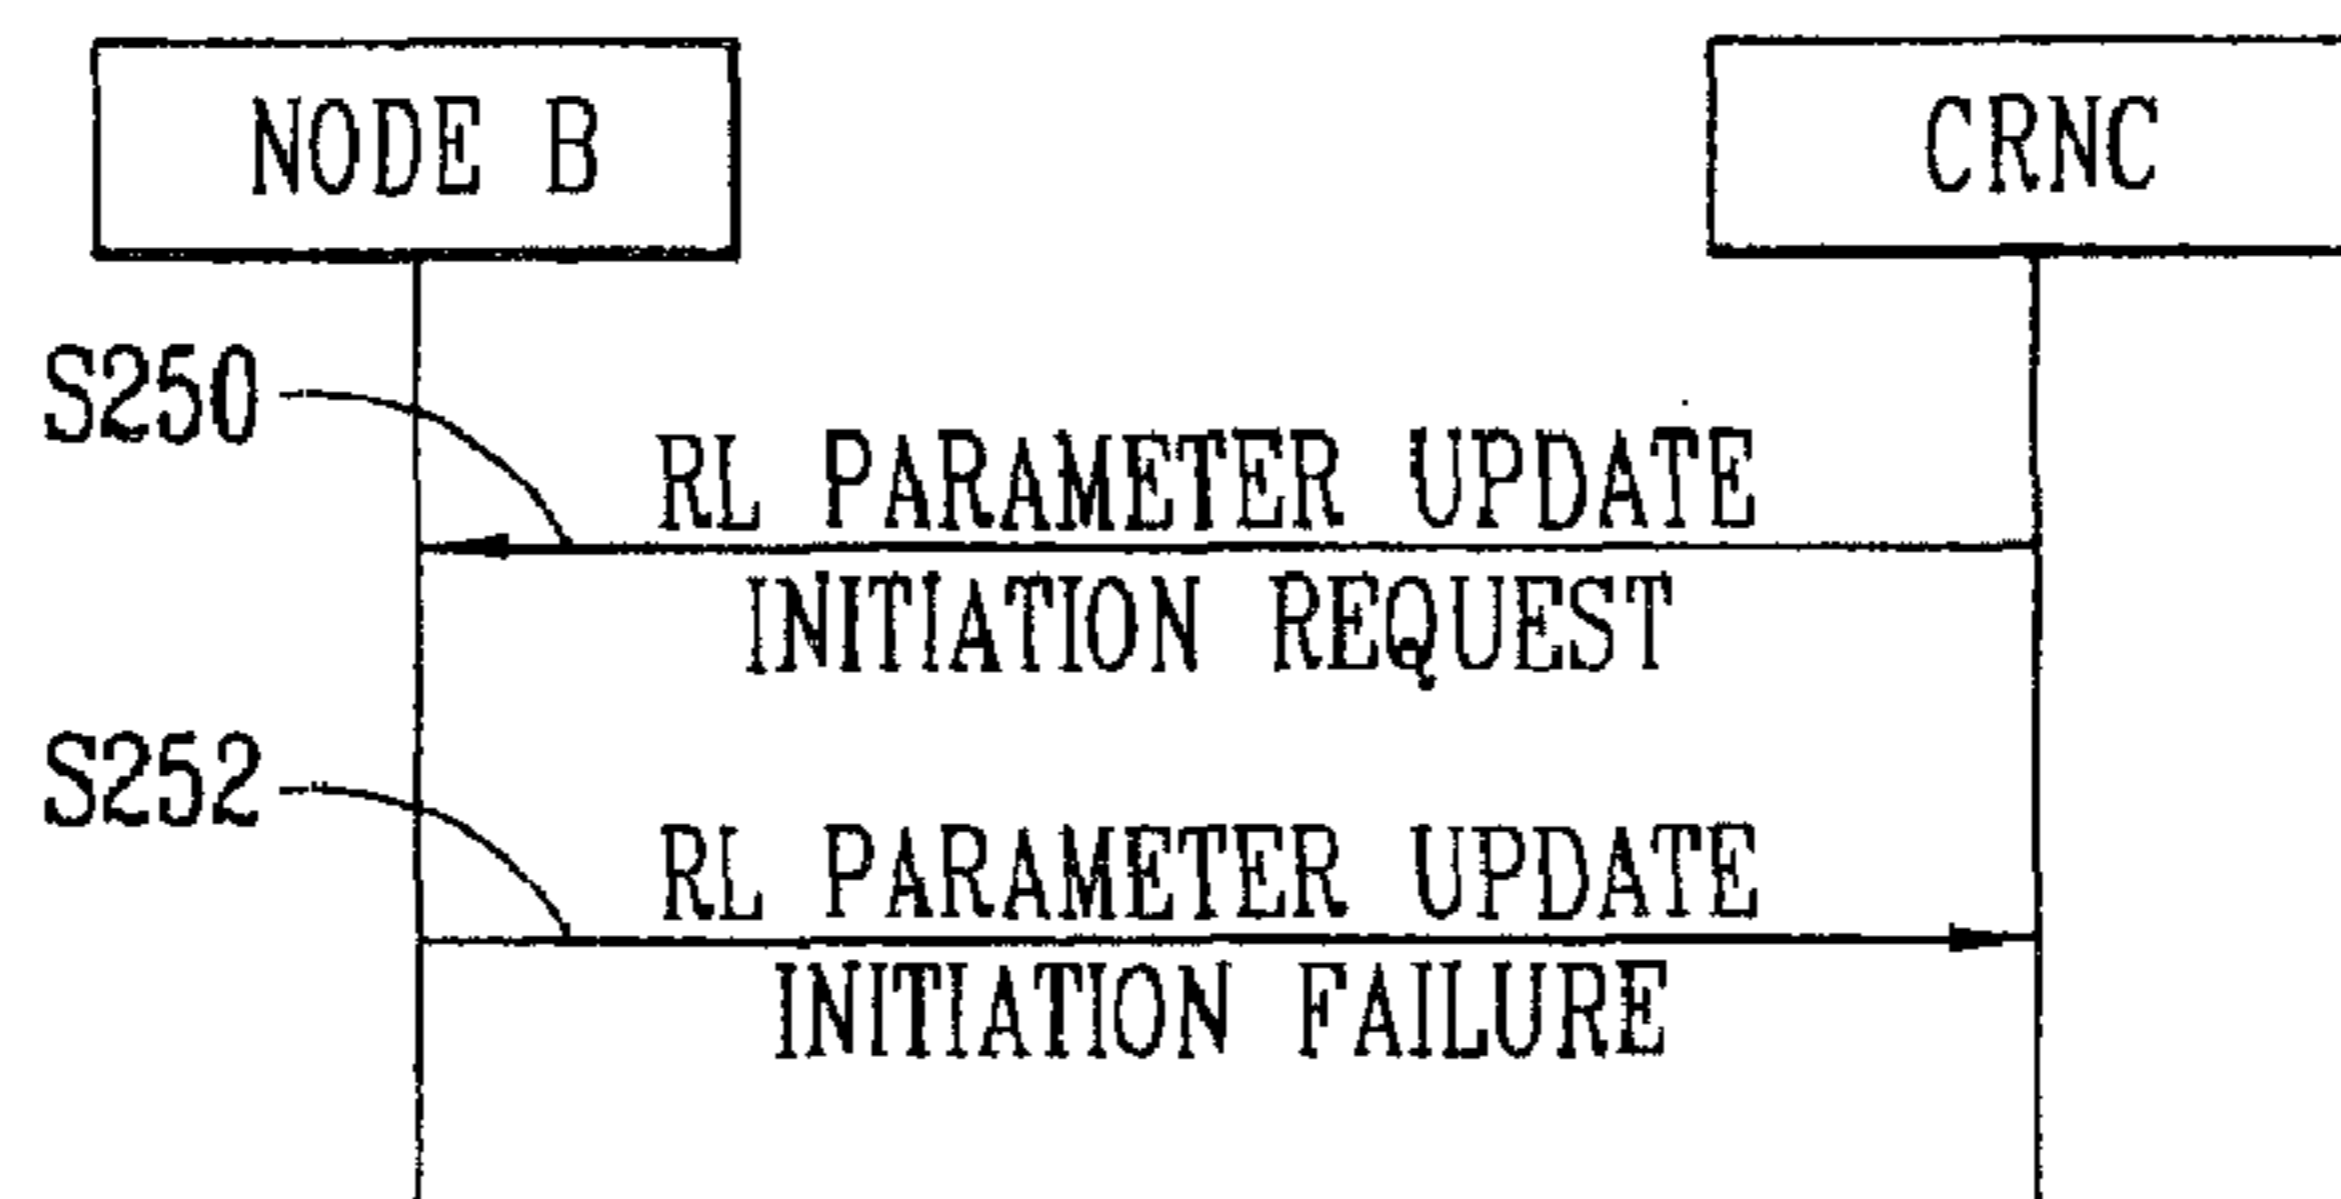 NODE B
CRNC
S250
RL PARAMETER UPDATE
INITIATION REQUEST
S252
RL PARAMETER UPDATE
INITIATION FAILURE